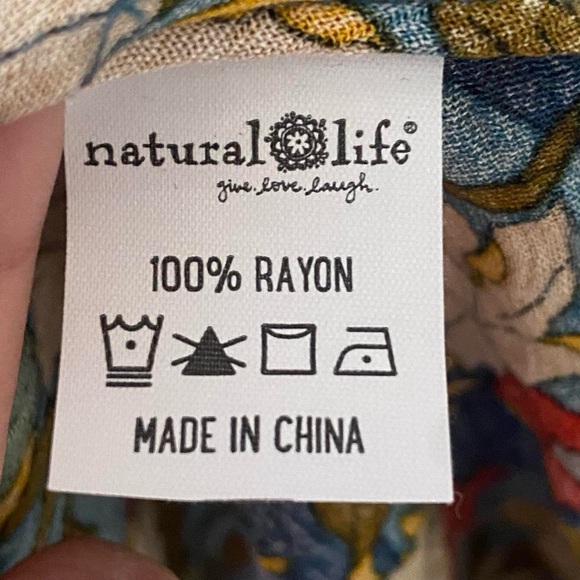 natural life®
give. love. laugh.
100% RAYON
MADE IN CHINA